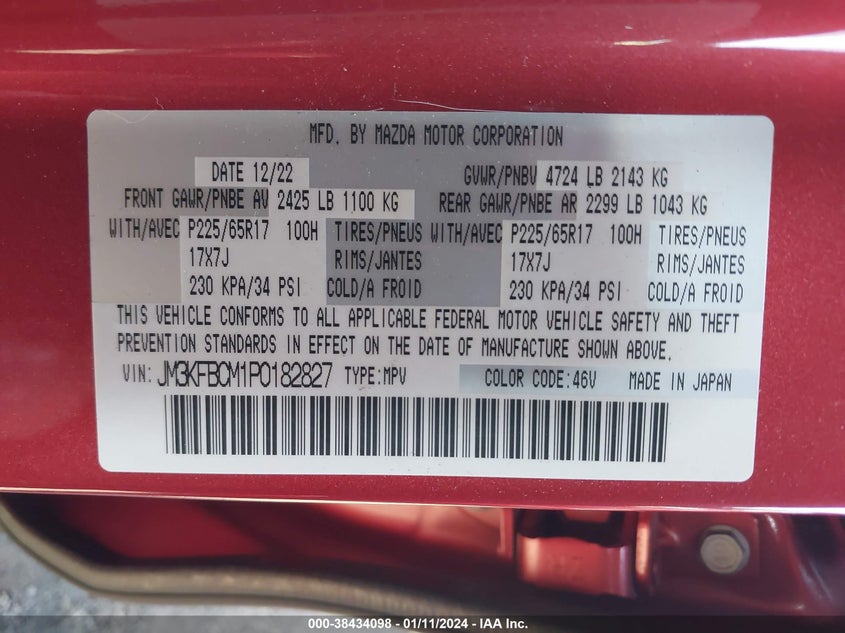 MFD. BY MAZDA MOTOR CORPORATION
DATE 12/22 GVWR/PNBV 4724 LB 2143 KG
FRONT GAWR/PNBE AV 2425 LB 1100 KG REAR GAWR/PNBE AR 2299 LB 1043 KG
WITH/AVEC P225/65R17 100H TIRES/PNEUS WITH/AVEC P225/65R17 100H TIRES/PNEUS
17X7J RIMS/JANTES 17X7J RIMS/JANTES
230 KPA/34 PSI COLD/A FROID 230 KPA/34 PSI COLD/A FROID
THIS VEHICLE CONFORMS TO ALL APPLICABLE FEDERAL MOTOR VEHICLE SAFETY AND THEFT
PREVENTION STANDARDS IN EFFECT ON THE DATE OF MANUFACTURE SHOWN ABOVE.
VIN: JM3KFBCM1P0182827 TYPE:MPV COLOR CODE:46V MADE IN JAPAN
000-38434098 - 01/11/2024 - IAA Inc.